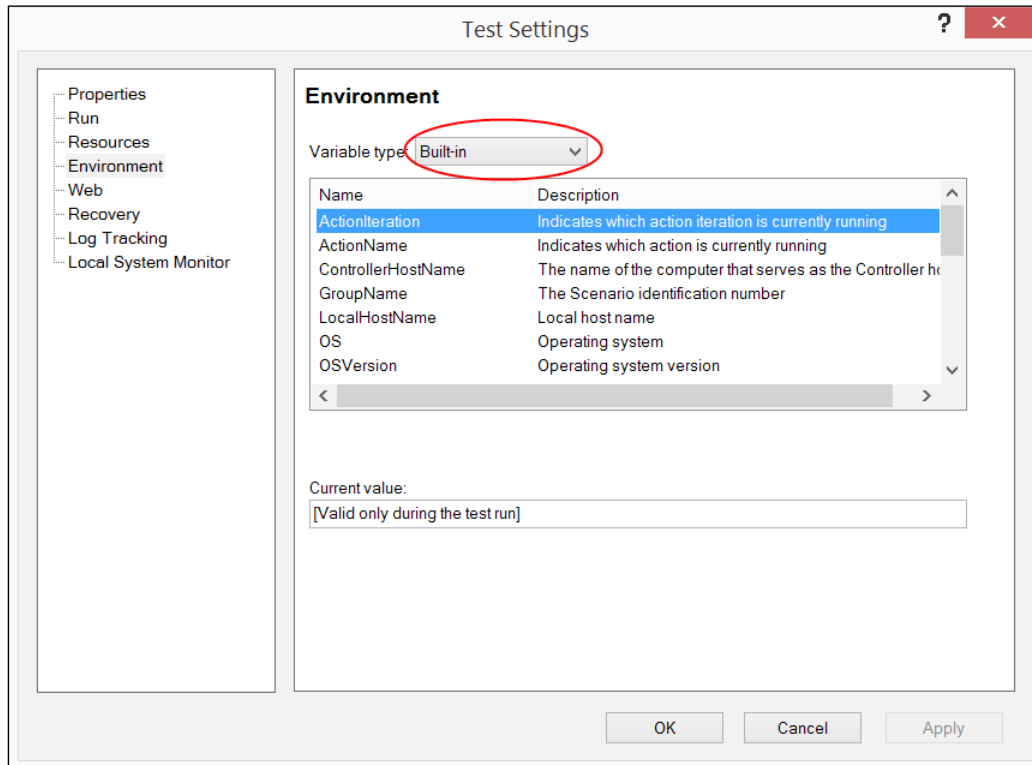 Test Settings
?
×
Properties
Run
Resources
Environment
Web
Recovery
Log Tracking
Local System Monitor
Environment
Variable type: Built-in
Name Description
ActionIteration Indicates which action iteration is currently running
ActionName Indicates which action is currently running
ControllerHostName The name of the computer that serves as the Controller
GroupName The Scenario identification number
LocalHostName Local host name
OS Operating system
OSVersion Operating system version
Current value:
[Valid only during the test run]
OK Cancel Apply